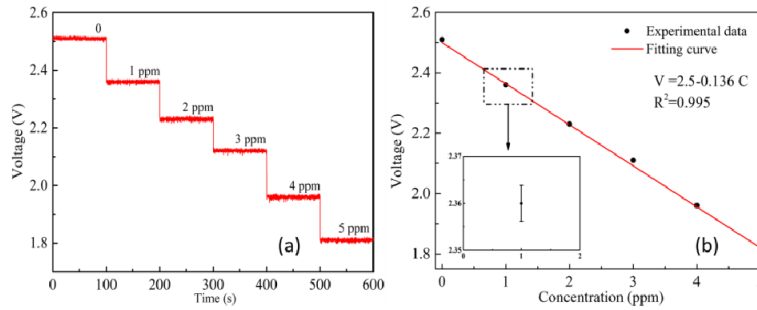 2.6
2.4
2.2
2.0
1.8
Voltage (V)
0
1 ppm
2 ppm
3 ppm
4 ppm
5 ppm
(a)
0 100 200 300 400 500 600
Time (s)
2.6
2.4
2.2
2.0
1.8
Voltage (V)
Experimental data
Fitting curve
V =2.5-0.136 C
R²=0.995
2.37
2.36
2.35
0 1 2
(b)
0 1 2 3 4
Concentration (ppm)